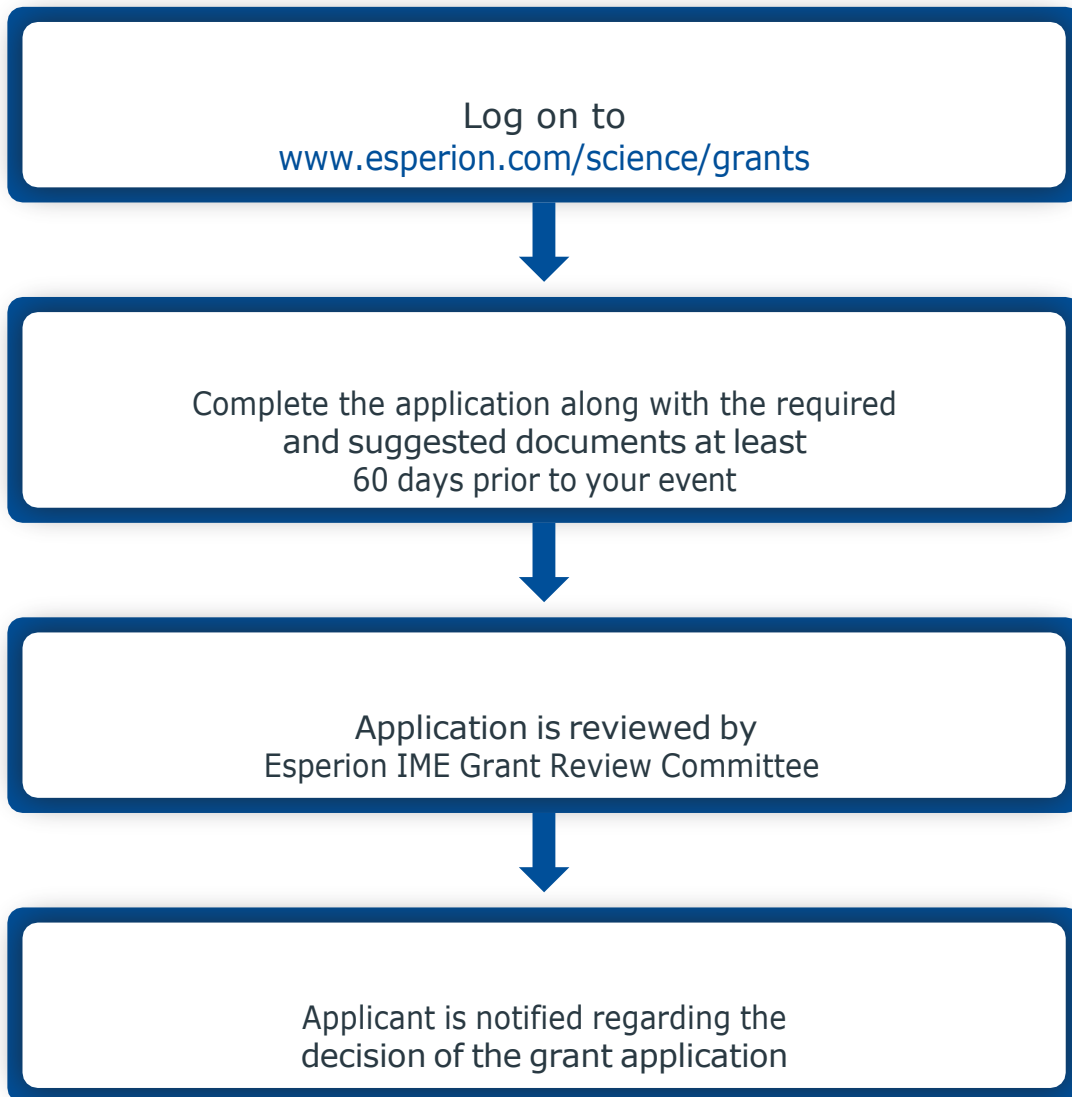 Log on to
www.esperion.com/science/grants
Complete the application along with the required
and suggested documents at least
60 days prior to your event
Application is reviewed by
Esperion IME Grant Review Committee
Applicant is notified regarding the
decision of the grant application